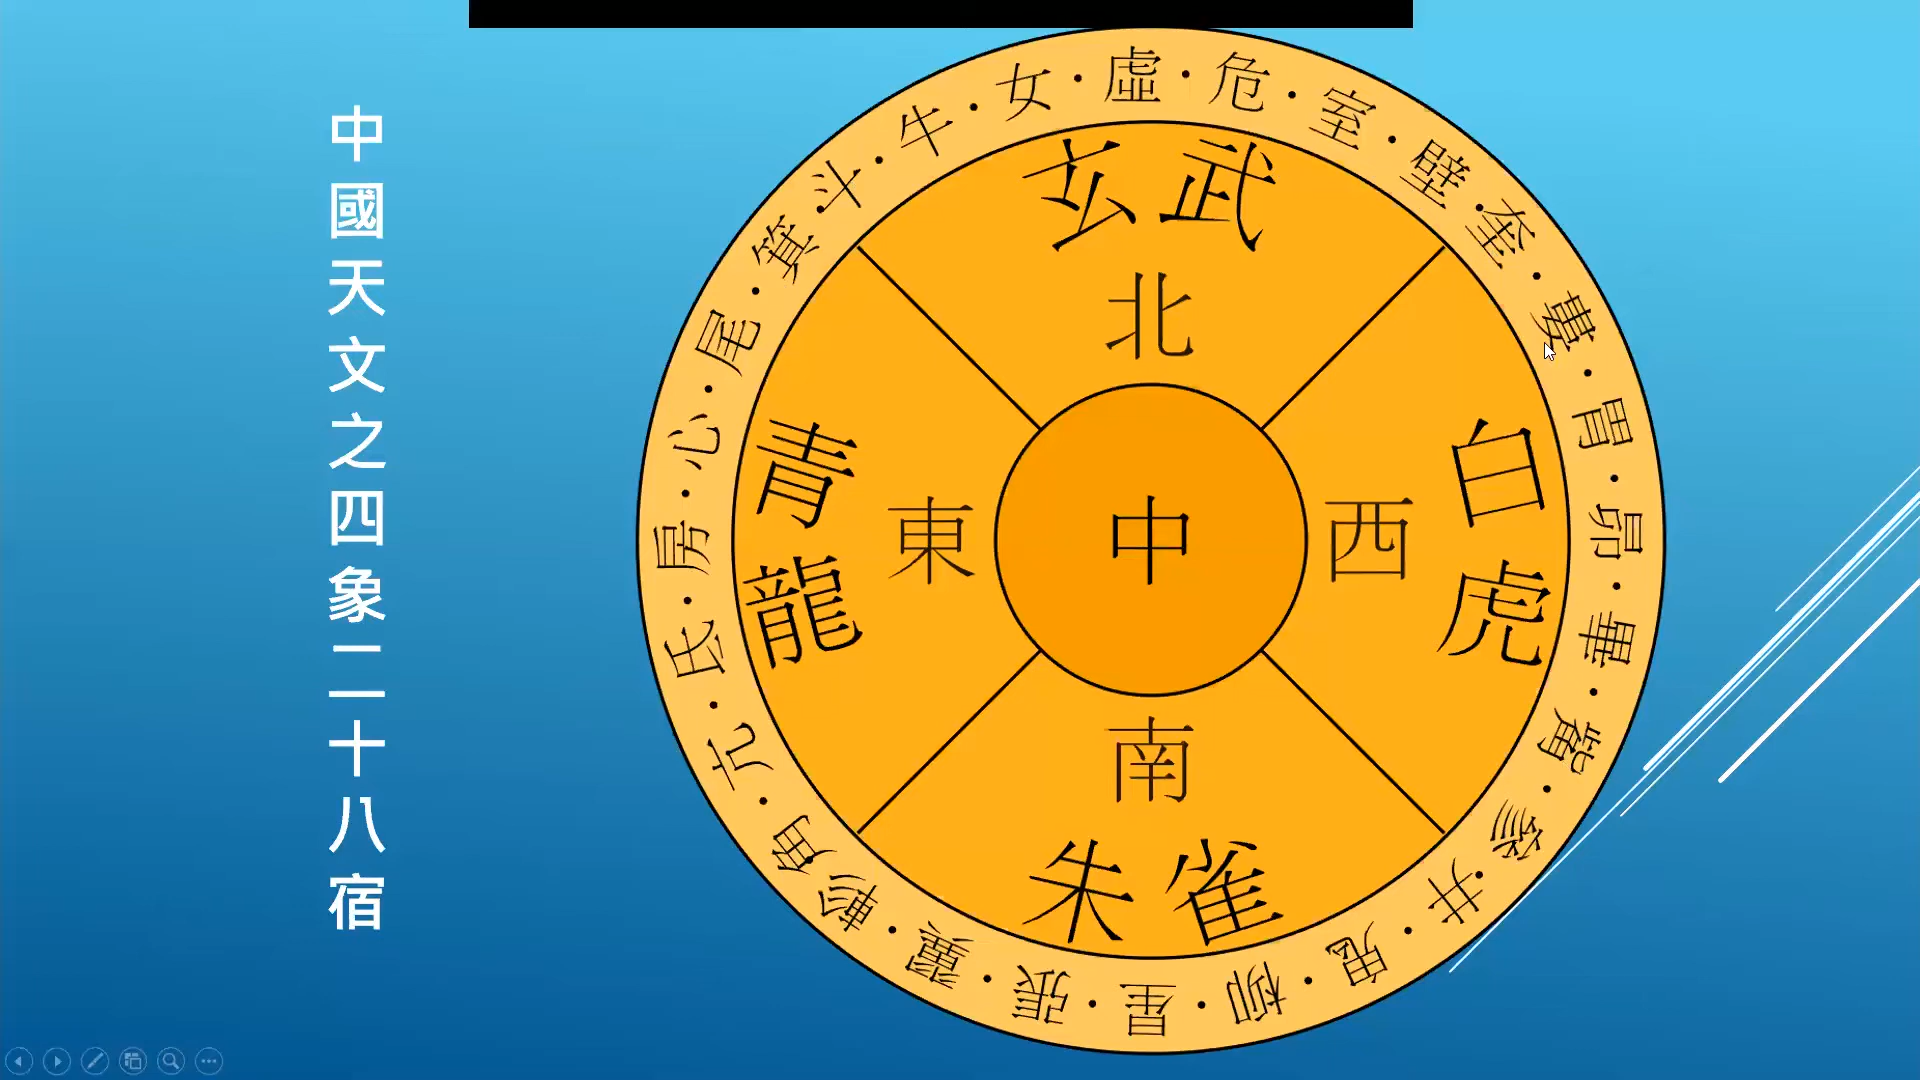 中國天文之四象二十八宿
虛·危·室·壁·奎·婁·胃·昴·畢·觜·參·井·鬼·柳·星·張·翼·軫·角·亢·氐·房·心·尾·箕·斗·牛·女·
玄武
北
青龍
東
中
西
白虎
南
朱雀